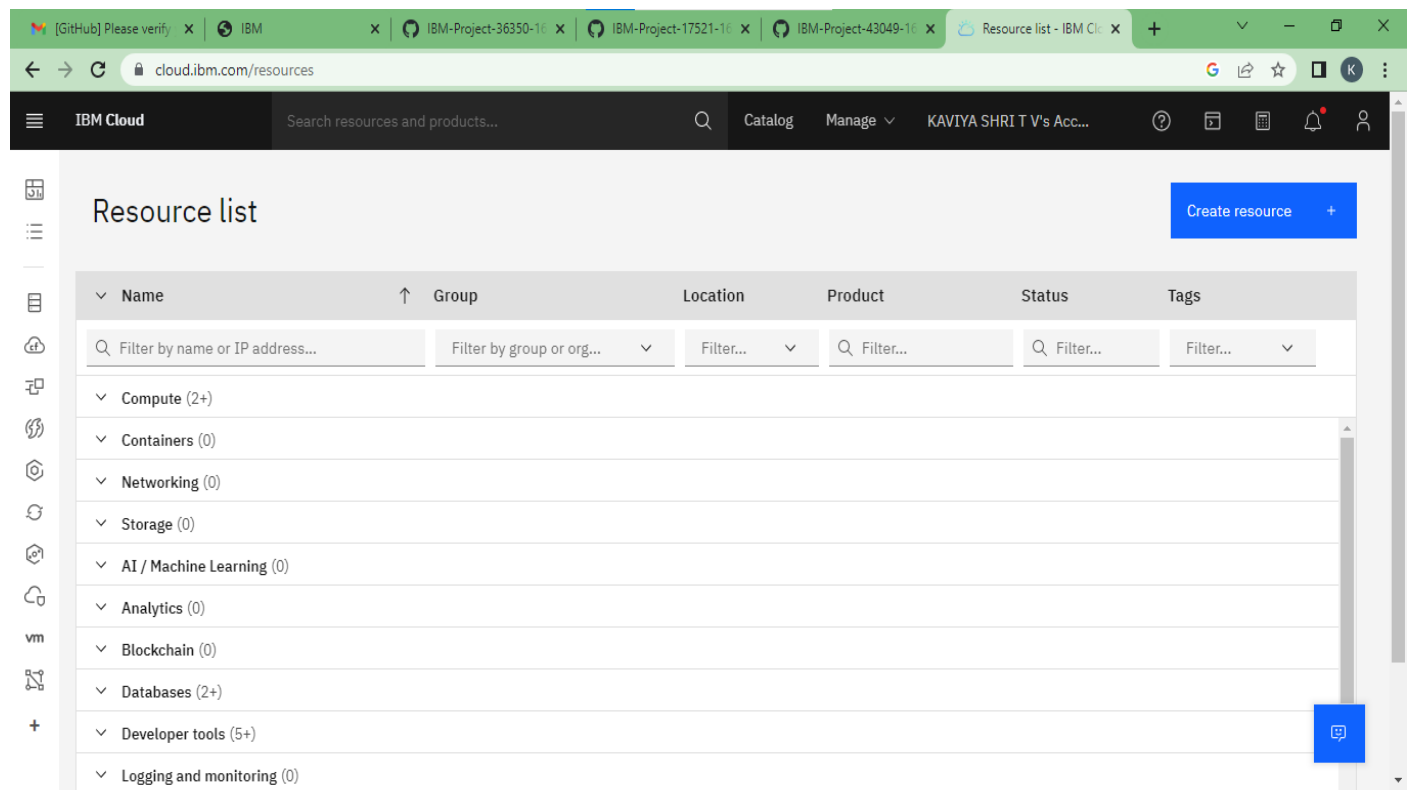 [GitHub] Please verify IBM IBM-Project-36350-16 IBM-Project-17521-16 IBM-Project-43049-16 Resource list - IBM Clo
cloud.ibm.com/resources K
IBM Cloud Search resources and products... Catalog Manage KAVIYA SHRI T V's Acc...
Resource list
Create resource +
Name Group Location Product Status Tags
Filter by name or IP address... Filter by group or org... Filter... Filter... Filter... Filter...
Compute (2+)
Containers (0)
Networking (0)
Storage (0)
AI / Machine Learning (0)
Analytics (0)
vm
Blockchain (0)
Databases (2+)
Developer tools (5+)
Logging and monitoring (0)